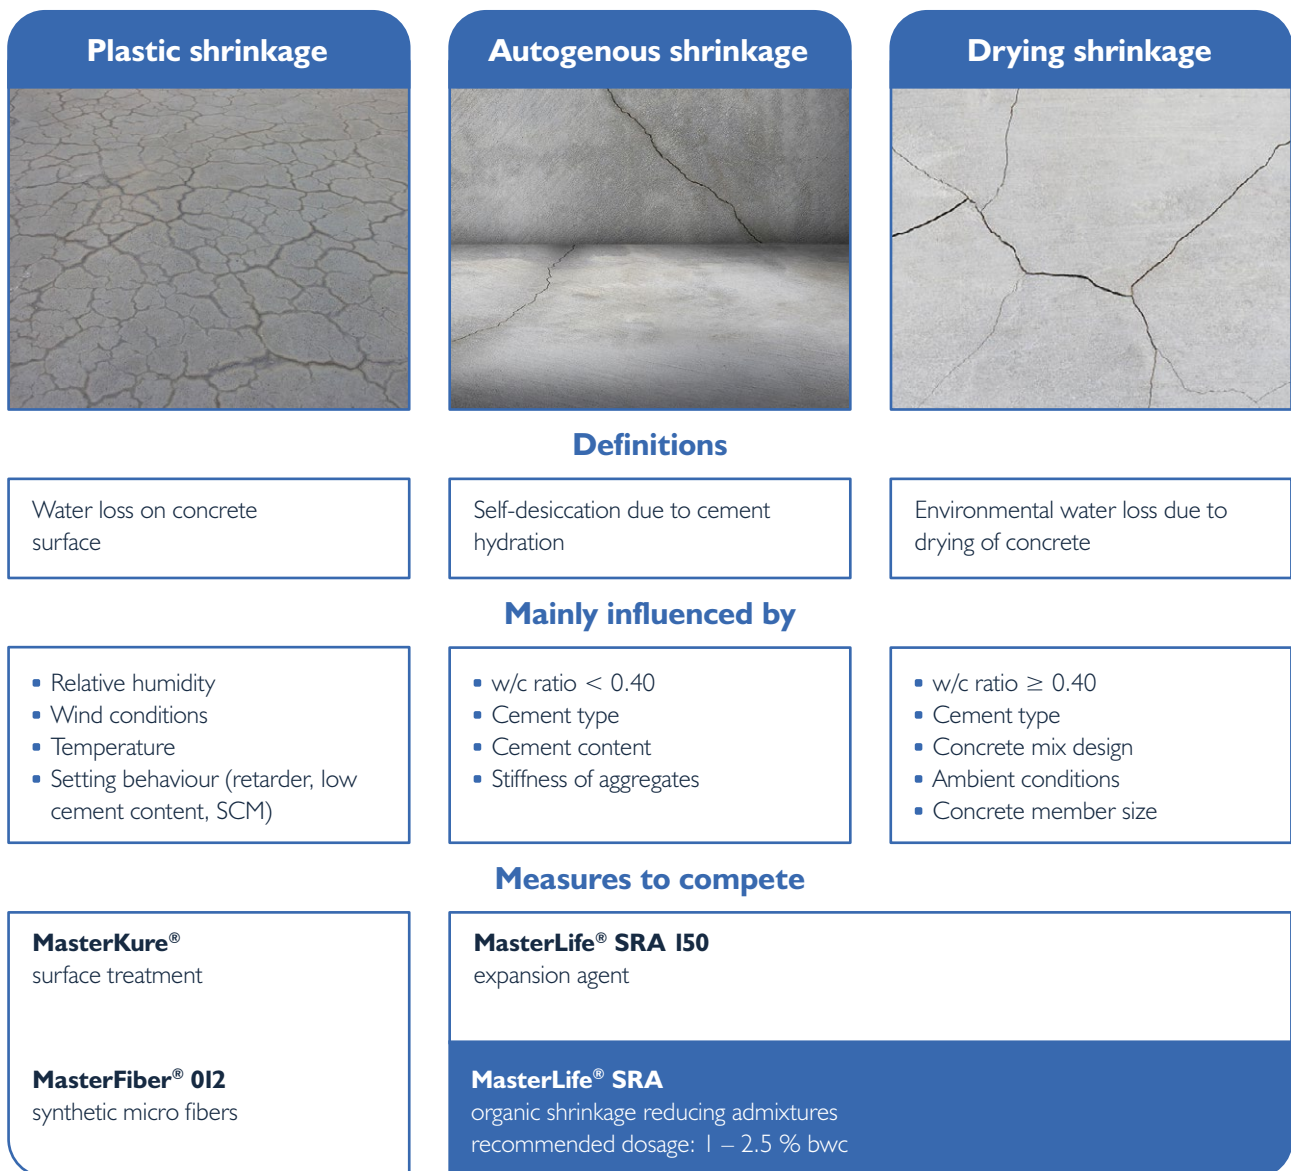 Plastic shrinkage
Autogenous shrinkage
Drying shrinkage
Definitions
Water loss on concrete
surface
Self-desiccation due to cement
hydration
Environmental water loss due to
drying of concrete
Mainly influenced by
▪ Relative humidity
▪ Wind conditions
▪ Temperature
▪ Setting behaviour (retarder, low
cement content, SCM)
▪ w/c ratio < 0.40
▪ Cement type
▪ Cement content
▪ Stiffness of aggregates
▪ w/c ratio ≥ 0.40
▪ Cement type
▪ Concrete mix design
▪ Ambient conditions
▪ Concrete member size
Measures to compete
MasterKure®
surface treatment
MasterFiber® 012
synthetic micro fibers
MasterLife® SRA 150
expansion agent
MasterLife® SRA
organic shrinkage reducing admixtures
recommended dosage: 1 – 2.5 % bwc